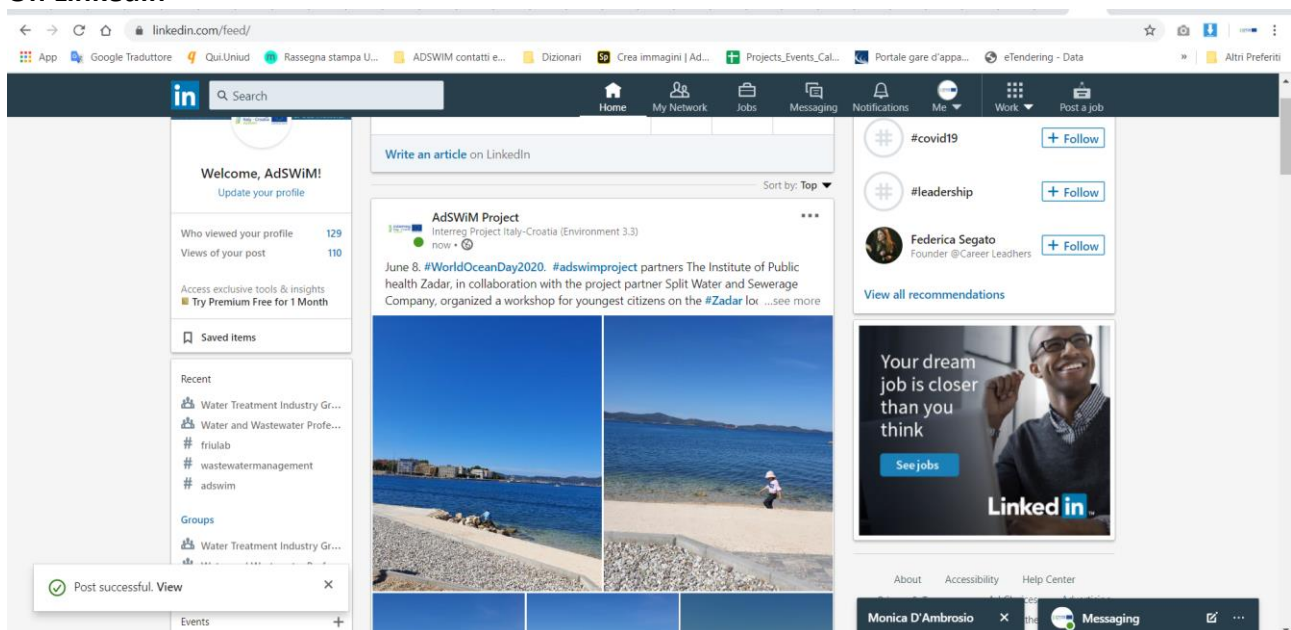 linkedin.com/feed/
App Google Traduttore Qui.Uniud Rassegna stampa U... ADSWIM contatti e... Dizionari Crea immagini | Ad... Projects_Events_Cal... Portale gare d'appa... eTendering - Data » Altri Preferiti
in Search Home My Network Jobs Messaging Notifications Me Work Post a job
Welcome, AdSWiM!
Update your profile
Who viewed your profile 129
Views of your post 110
Access exclusive tools & insights
Try Premium Free for 1 Month
Saved items
Recent
Water Treatment Industry Gr...
Water and Wastewater Profe...
# friulab
# wastewatermanagement
# adswim
Groups
Water Treatment Industry Gr...
Post successful. View
Events +
Write an article on LinkedIn
Sort by: Top
AdSWiM Project
Interreg Project Italy-Croatia (Environment 3.3)
now •
June 8. #WorldOceanDay2020. #adswimproject partners The Institute of Public
health Zadar, in collaboration with the project partner Split Water and Sewerage
Company, organized a workshop for youngest citizens on the #Zadar loc ...see more
#covid19 + Follow
#leadership + Follow
Federica Segato + Follow
Founder @Career Leadhers
View all recommendations
Your dream
job is closer
than you
think
See jobs
Linked in
About Accessibility Help Center
Monica D'Ambrosio
Messaging